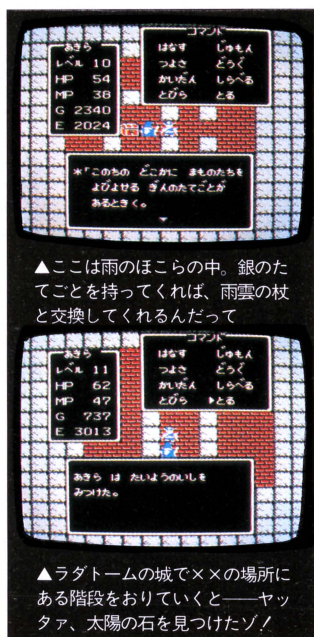 コマンド
はなす じゅもん
つよさ どうぐ
かいだん しらべる
とびら とる
あきら
レベル 10
HP 54
MP 38
G 2340
E 2024
*「このちの どこかに まものたちを
よびよせる ぎんのたてごとが
あるときく。
▲ここは雨のほこらの中。銀のた
てごとを持ってくれば、雨雲の杖
と交換してくれるんだって
コマンド
はなす じゅもん
つよさ どうぐ
かいだん しらべる
とびら ▶とる
あきら
レベル 11
HP 62
MP 47
G 737
E 3013
あきら は たいようのいしを
みつけた。
▲ラダトームの城で××の場所に
ある階段をおりていくと──ヤッ
タァ、太陽の石を見つけたゾ!